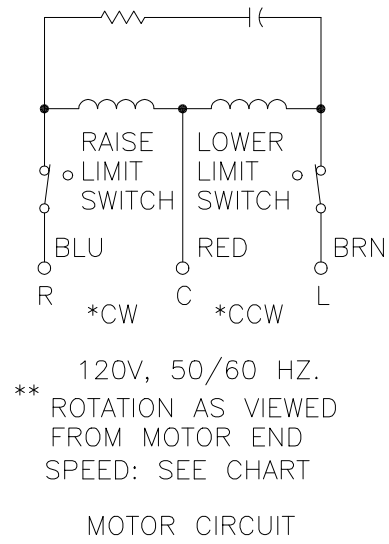 RAISE LOWER
LIMIT LIMIT
SWITCH SWITCH
BLU RED BRN
R C L
*CW *CCW
120V, 50/60 HZ.
** ROTATION AS VIEWED
FROM MOTOR END
SPEED: SEE CHART
MOTOR CIRCUIT